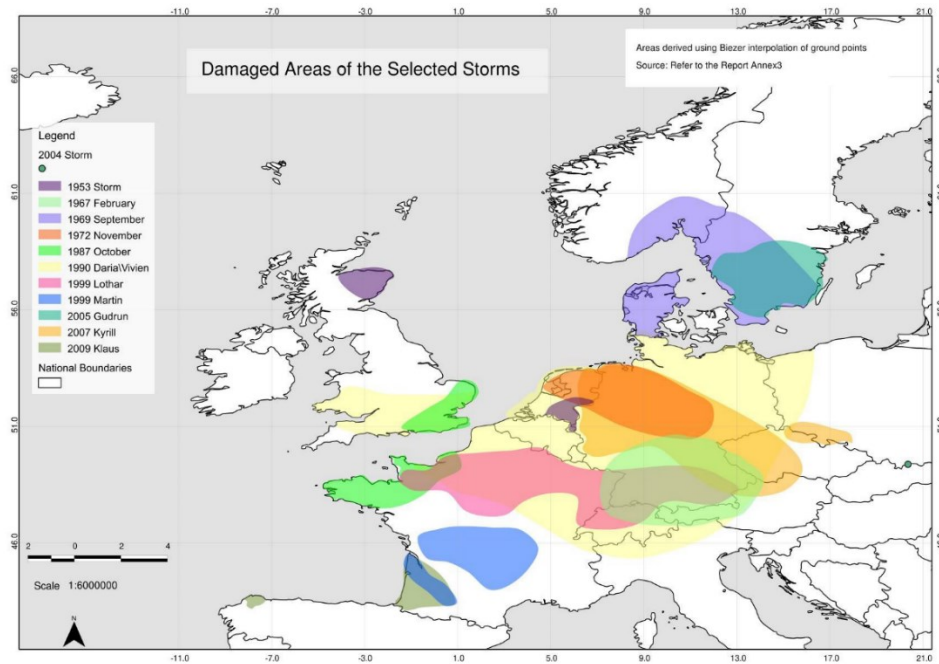 -11.0 -7.0 -3.0 1.0 5.0 9.0 13.0 17.0 21.0
Damaged Areas of the Selected Storms
Areas derived using Biezer interpolation of ground points
Source: Refer to the Report Annex3
66.0
Legend
2004 Storm
1953 Storm
1967 February
1969 September
1972 November
1987 October
1990 Daria\Vivien
1999 Lothar
1999 Martin
2005 Gudrun
2007 Kyrill
2009 Klaus
National Boundaries
61.0
56.0
51.0
46.0
2 0 2 4
Scale 1:6000000
N
-11.0 -7.0 -3.0 1.0 5.0 9.0 13.0 17.0 21.0